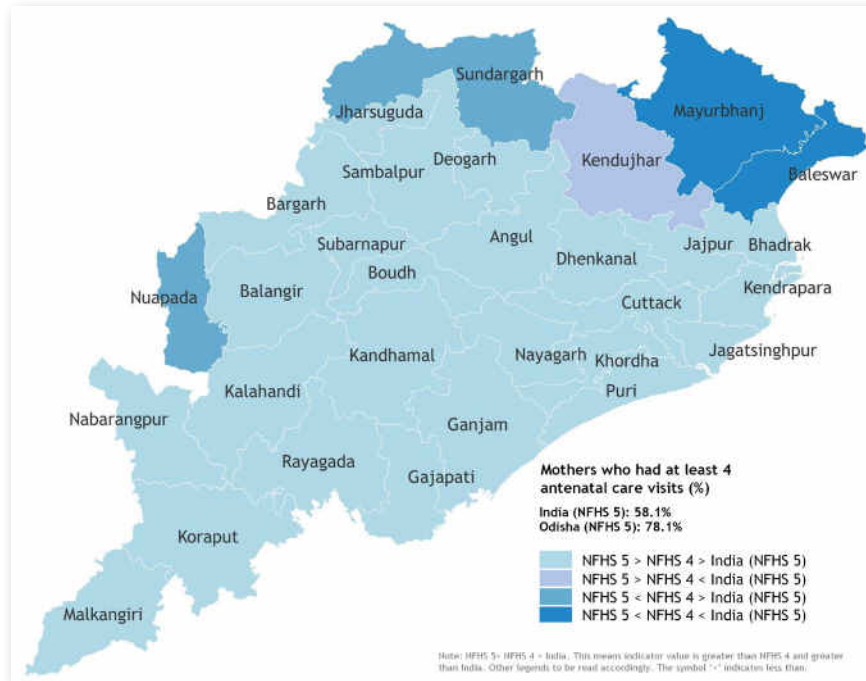 Sundargarh
Jharsuguda
Mayurbhanj
Kendujhar
Deogarh
Sambalpur
Baleswar
Bargarh
Subarnapur
Angul
Jajpur
Bhadrak
Dhenkanal
Boudh
Nuapada
Balangir
Kendrapara
Cuttack
Kandhamal
Nayagarh
Khordha
Jagatsinghpur
Kalahandi
Puri
Nabarangpur
Ganjam
Rayagada
Gajapati
Koraput
Malkangiri
Mothers who had at least 4
antenatal care visits (%)
India (NFHS 5): 58.1%
Odisha (NFHS 5): 78.1%
NFHS 5 > NFHS 4 > India (NFHS 5)
NFHS 5 > NFHS 4 < India (NFHS 5)
NFHS 5 < NFHS 4 > India (NFHS 5)
NFHS 5 < NFHS 4 < India (NFHS 5)
Note: NFHS 5> NFHS 4 > India. This means indicator value is greater than NFHS 4 and greater
than India. Other legends to be read accordingly. The symbol '<' indicates less than.